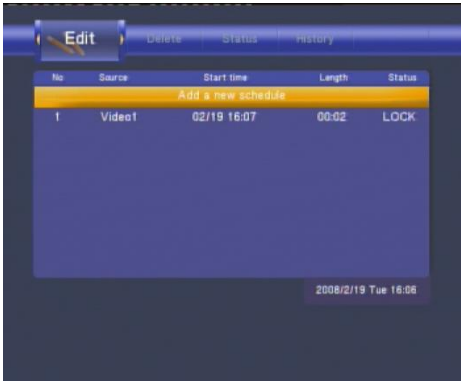 Edit Delete Status History
No Source Start time Length Status
Add a new schedule
1 Video1 02/19 16:07 00:02 LOCK
2008/2/19 Tue 16:06